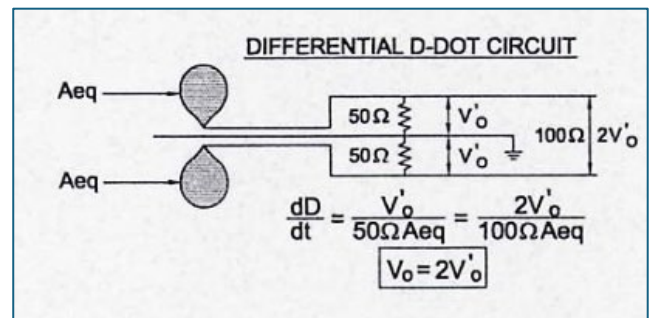 DIFFERENTIAL D-DOT CIRCUIT
Aeq
50Ω V'o
100Ω 2V'o
50Ω V'o
Aeq
dD/dt = V'o/50ΩAeq = 2V'o/100ΩAeq
Vo = 2V'o